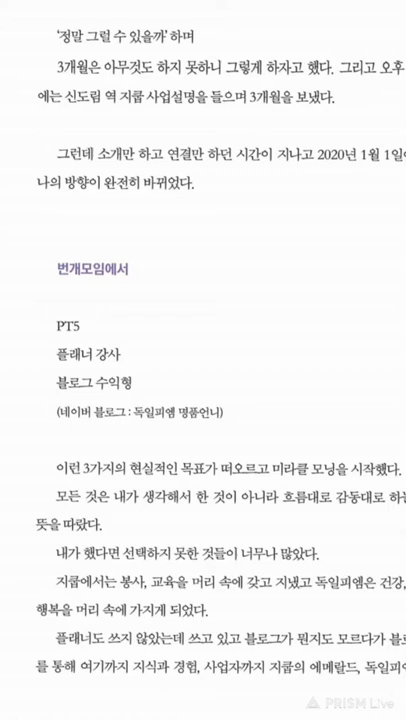 ‘정말 그럴 수 있을까’ 하며
3개월은 아무것도 하지 못하니 그렇게 하자고 했다. 그리고 오후
에는 신도림 역 지쿱 사업설명을 들으며 3개월을 보냈다.
그런데 소개만 하고 연결만 하던 시간이 지나고 2020년 1월 1일
나의 방향이 완전히 바뀌었다.
번개모임에서
PT5
플래너 강사
블로그 수익형
(네이버 블로그 : 독일피엠 명품언니)
이런 3가지의 현실적인 목표가 떠오르고 미라클 모닝을 시작했다.
모든 것은 내가 생각해서 한 것이 아니라 흐름대로 감동대로 하는
뜻을 따랐다.
내가 했다면 선택하지 못한 것들이 너무나 많았다.
지쿱에서는 봉사, 교육을 머리 속에 갖고 지냈고 독일피엠은 건강,
행복을 머리 속에 가지게 되었다.
플래너도 쓰지 않았는데 쓰고 있고 블로그가 뭔지도 모르다가 블로
를 통해 여기까지 지식과 경험, 사업자까지 지쿱의 에메랄드, 독일피
PRISM Live